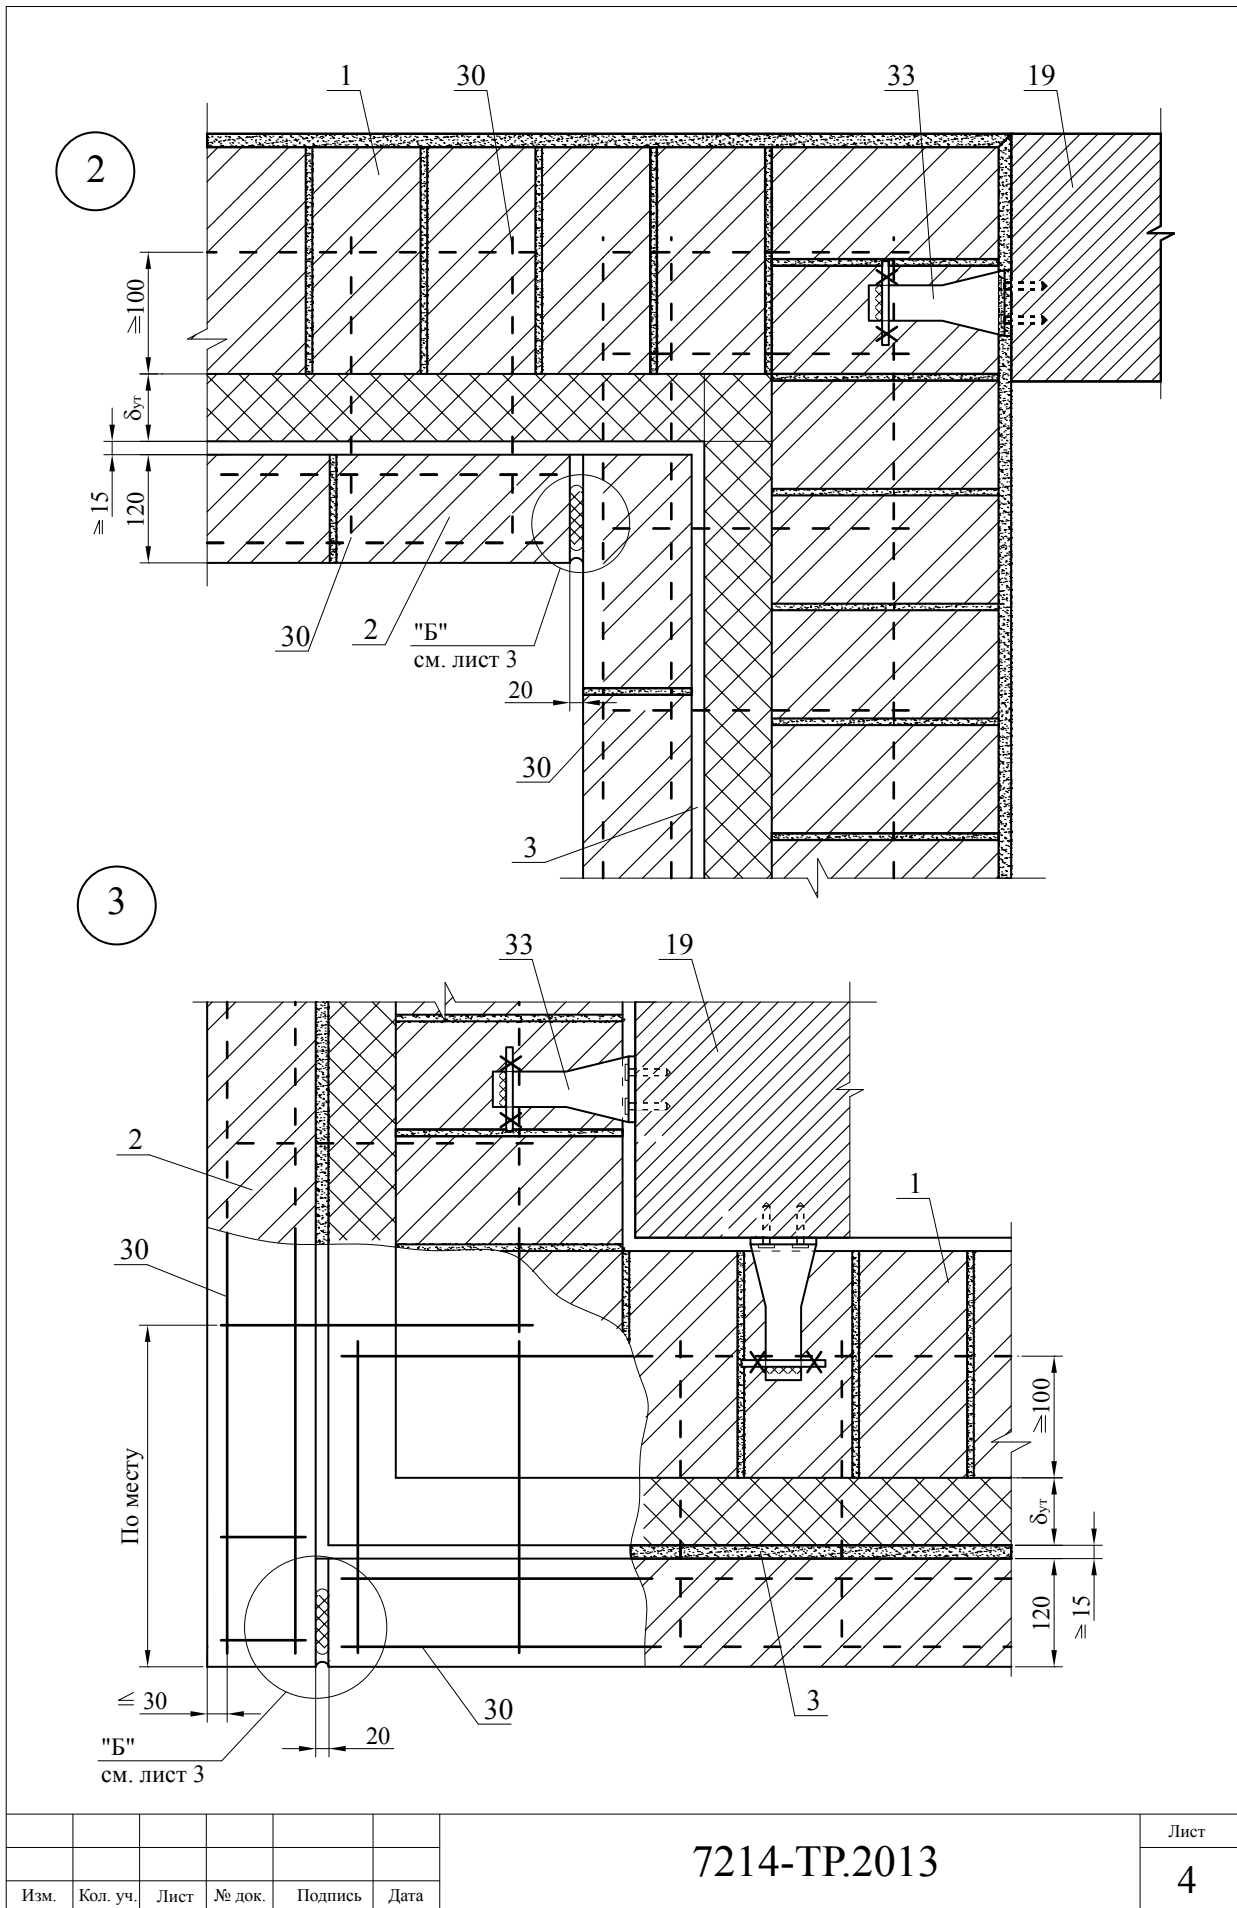 1
30
33
19
2
≥100
δут
≥ 15
120
30
2
"Б"
см. лист 3
20
30
3
3
33
19
2
1
30
По месту
≥100
δут
120
≥ 15
≤ 30
30
3
"Б"
см. лист 3
20
Изм.
Кол. уч.
Лист
№ док.
Подпись
Дата
7214-ТР.2013
Лист
4